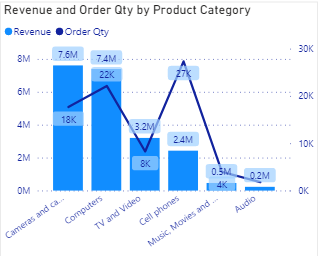 Revenue and Order Qty by Product Category
Revenue Order Qty
8M
6M
4M
2M
0M
30K
20K
10K
0K
7.6M
7.4M
3.2M
2.4M
0.5M
0.2M
18K
22K
8K
27K
4K
Cameras and ca...
Computers
TV and Video
Cell phones
Music, Movies and ...
Audio